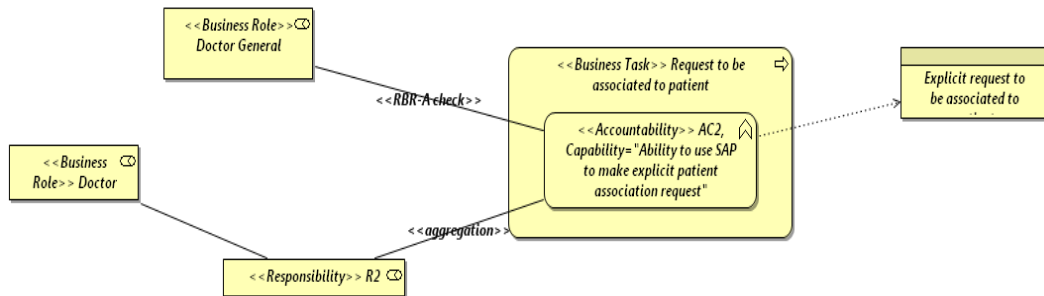 <<Business Role>>
Doctor General
<<Business Task>> Request to be
associated to patient
Explicit request to
be associated to
<<RBR-A check>>
<<Accountability>> AC2,
Capability="Ability to use SAP
to make explicit patient
association request"
<<Business
Role>> Doctor
<<aggregation>>
<<Responsibility>> R2